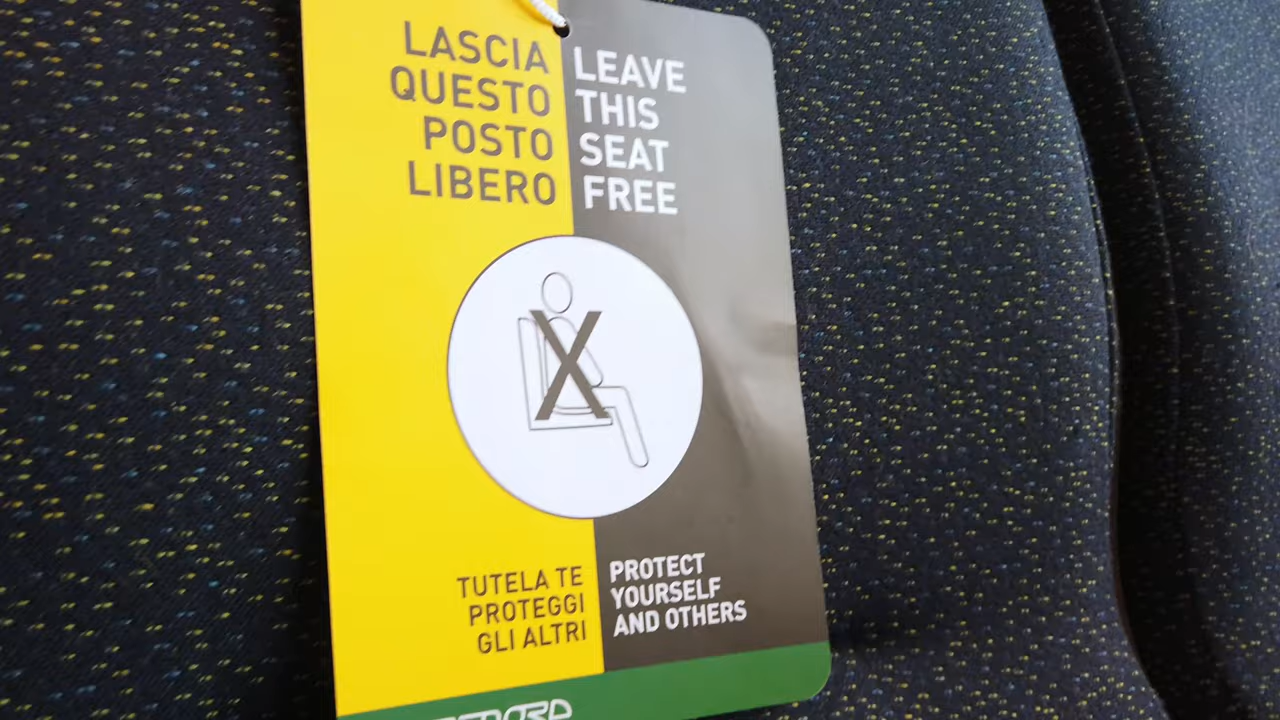 LASCIA
QUESTO
POSTO
LIBERO
LEAVE
THIS
SEAT
FREE
X
TUTELA TE
PROTEGGI
GLI ALTRI
PROTECT
YOURSELF
AND OTHERS